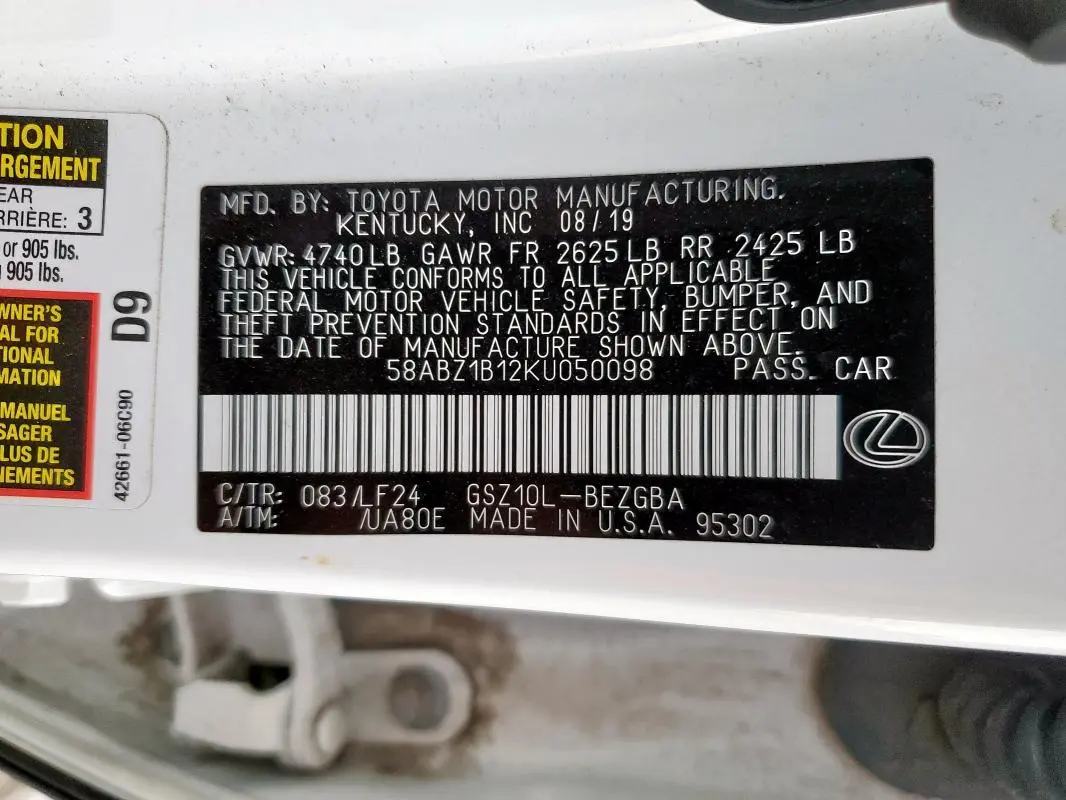 TION
RGEMENT
EAR
RRIÈRE: 3
or 905 lbs.
905 lbs.
WNER'S
AL FOR
TIONAL
MATION
MANUEL
SAGER
LUS DE
NEMENTS
D9
42661-06C90
MFD. BY: TOYOTA MOTOR MANUFACTURING.
KENTUCKY, INC 08/19
GVWR: 4740LB GAWR FR 2625LB RR 2425 LB
THIS VEHICLE CONFORMS TO ALL APPLICABLE
FEDERAL MOTOR VEHICLE SAFETY, BUMPER, AND
THEFT PREVENTION STANDARDS IN EFFECT ON
THE DATE OF MANUFACTURE SHOWN ABOVE.
58ABZ1B12KU050098 PASS. CAR
C/TR: 083/LF24 GSZ10L-BEZGBA
A/TM: /UA80E MADE IN U.S.A. 95302